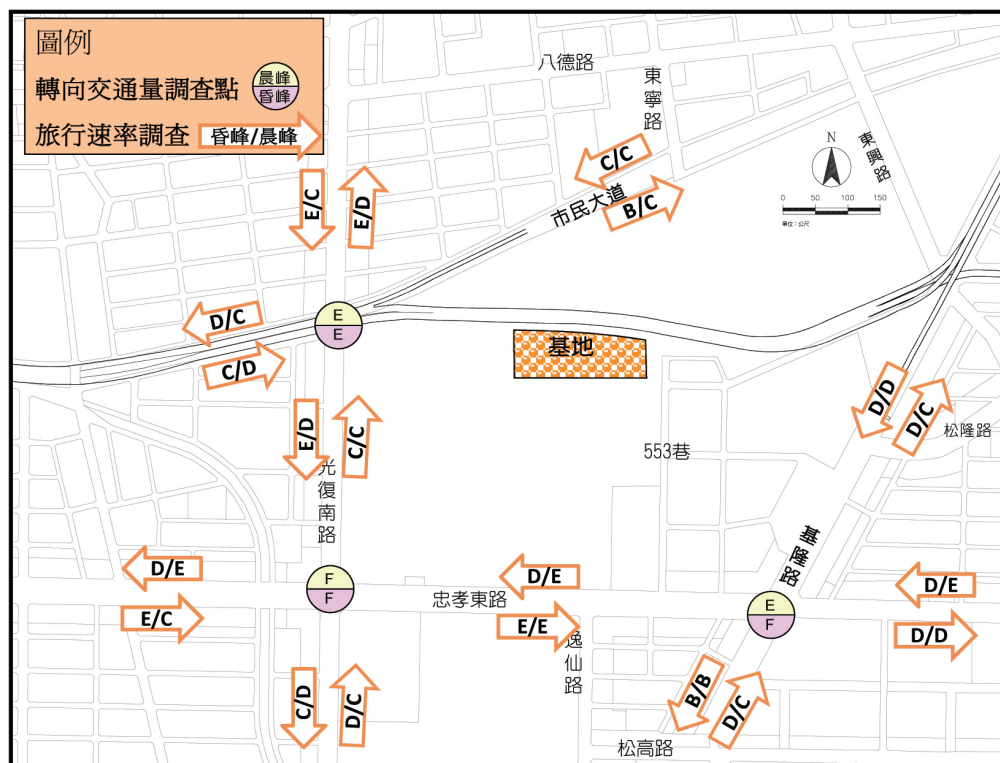 圖例
轉向交通量調查點
晨峰
昏峰
旅行速率調查
昏峰/晨峰
八德路
東寧路
東興路
N
0 50 100 150
單位：公尺
C/C
B/C
市民大道
E/C
E/D
D/C
C/D
E
E
基地
E/D
C/C
光復南路
553巷
D/D
D/C
松隆路
基隆路
D/E
E/C
F
F
忠孝東路
D/E
E/E
逸仙路
E
F
D/E
D/D
C/D
D/C
B/B
D/C
松高路